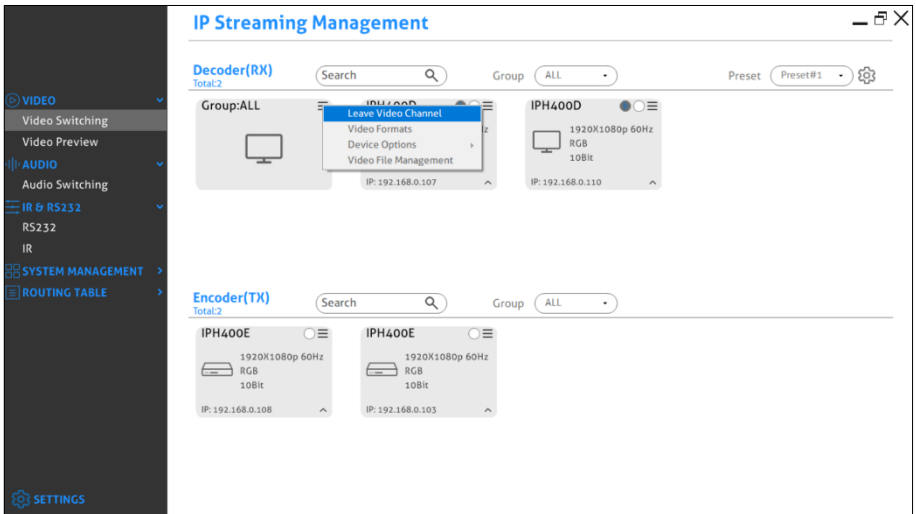 IP Streaming Management
Decoder(RX)
Total:2
Search
Group
ALL
Preset
Preset#1
VIDEO
Video Switching
Video Preview
AUDIO
Audio Switching
IR & RS232
RS232
IR
SYSTEM MANAGEMENT
ROUTING TABLE
SETTINGS
Group:ALL
Leave Video Channel
Video Formats
Device Options
Video File Management
IP: 192.168.0.107
IPH400D
1920X1080p 60Hz
RGB
10Bit
IP: 192.168.0.110
Encoder(TX)
Total:2
Search
Group
ALL
IPH400E
1920X1080p 60Hz
RGB
10Bit
IP: 192.168.0.108
IPH400E
1920X1080p 60Hz
RGB
10Bit
IP: 192.168.0.103